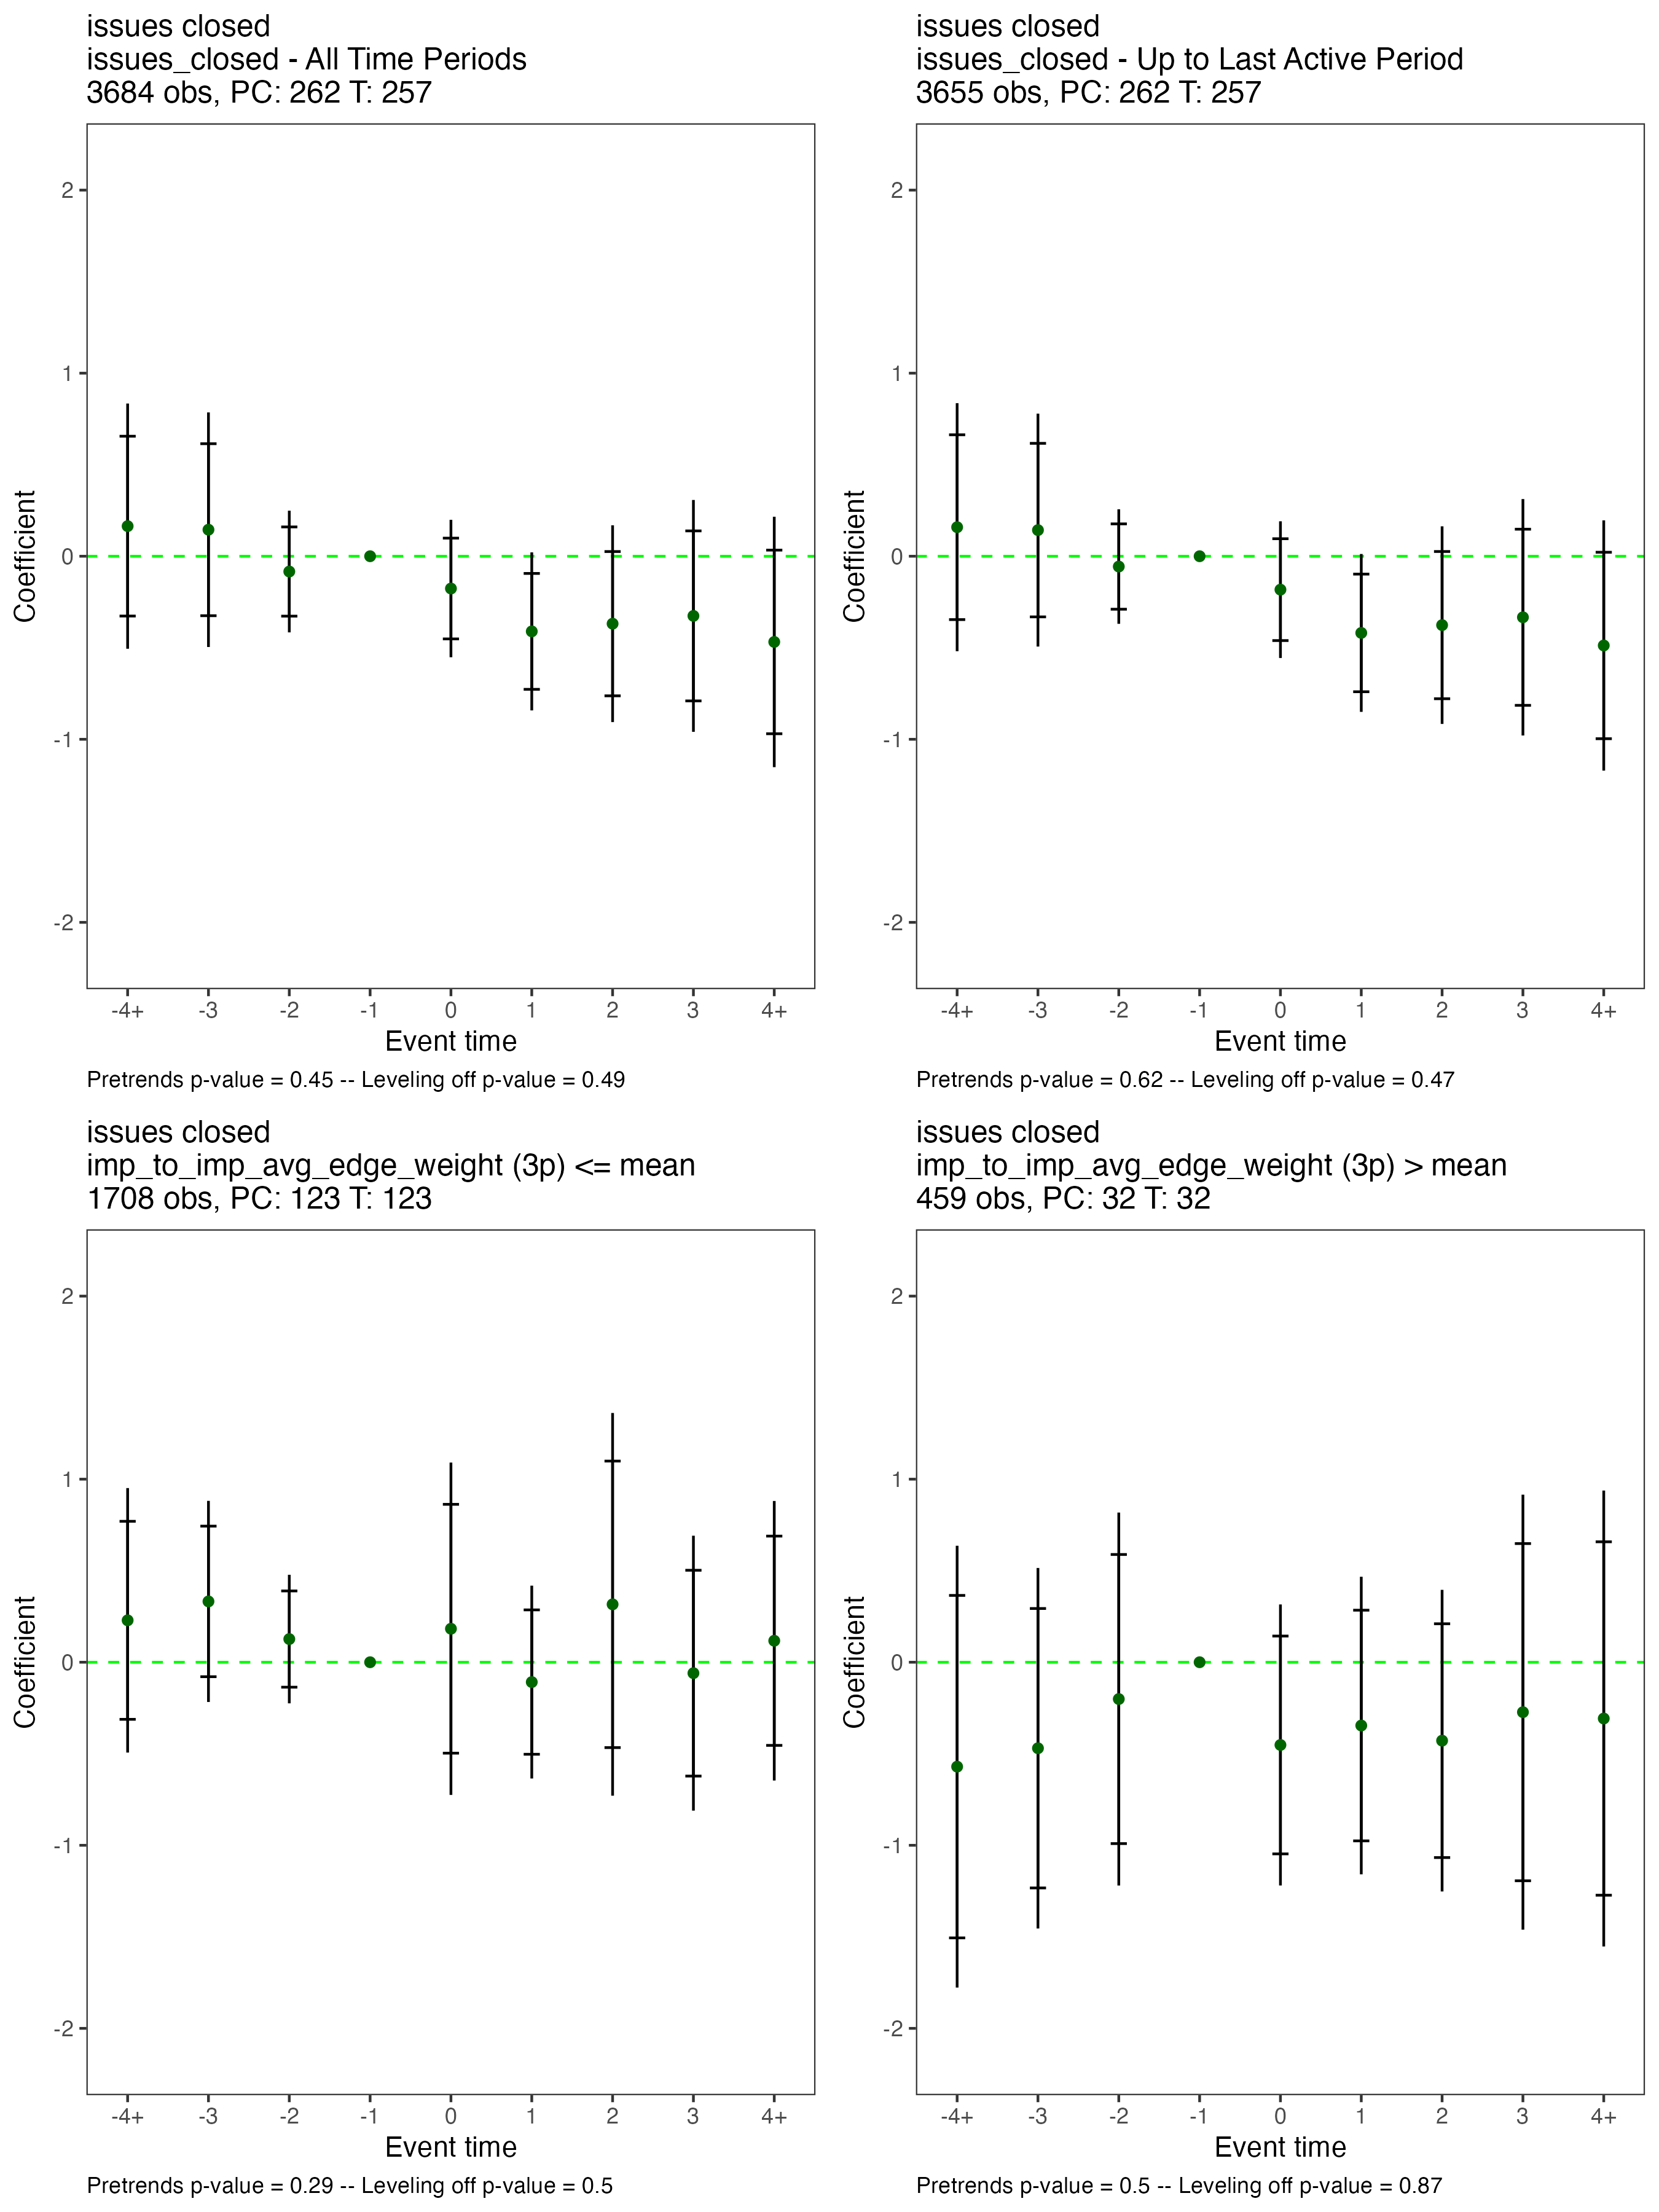 issues closed
issues_closed - All Time Periods
3684 obs, PC: 262 T: 257
2
1
0
-1
-2
Coefficient
-4+ -3 -2 -1 0 1 2 3 4+
Event time
Pretrends p-value = 0.45 -- Leveling off p-value = 0.49
issues closed
issues_closed - Up to Last Active Period
3655 obs, PC: 262 T: 257
2
1
0
-1
-2
Coefficient
-4+ -3 -2 -1 0 1 2 3 4+
Event time
Pretrends p-value = 0.62 -- Leveling off p-value = 0.47
issues closed
imp_to_imp_avg_edge_weight (3p) <= mean
1708 obs, PC: 123 T: 123
2
1
0
-1
-2
Coefficient
-4+ -3 -2 -1 0 1 2 3 4+
Event time
Pretrends p-value = 0.29 -- Leveling off p-value = 0.5
issues closed
imp_to_imp_avg_edge_weight (3p) > mean
459 obs, PC: 32 T: 32
2
1
0
-1
-2
Coefficient
-4+ -3 -2 -1 0 1 2 3 4+
Event time
Pretrends p-value = 0.5 -- Leveling off p-value = 0.87